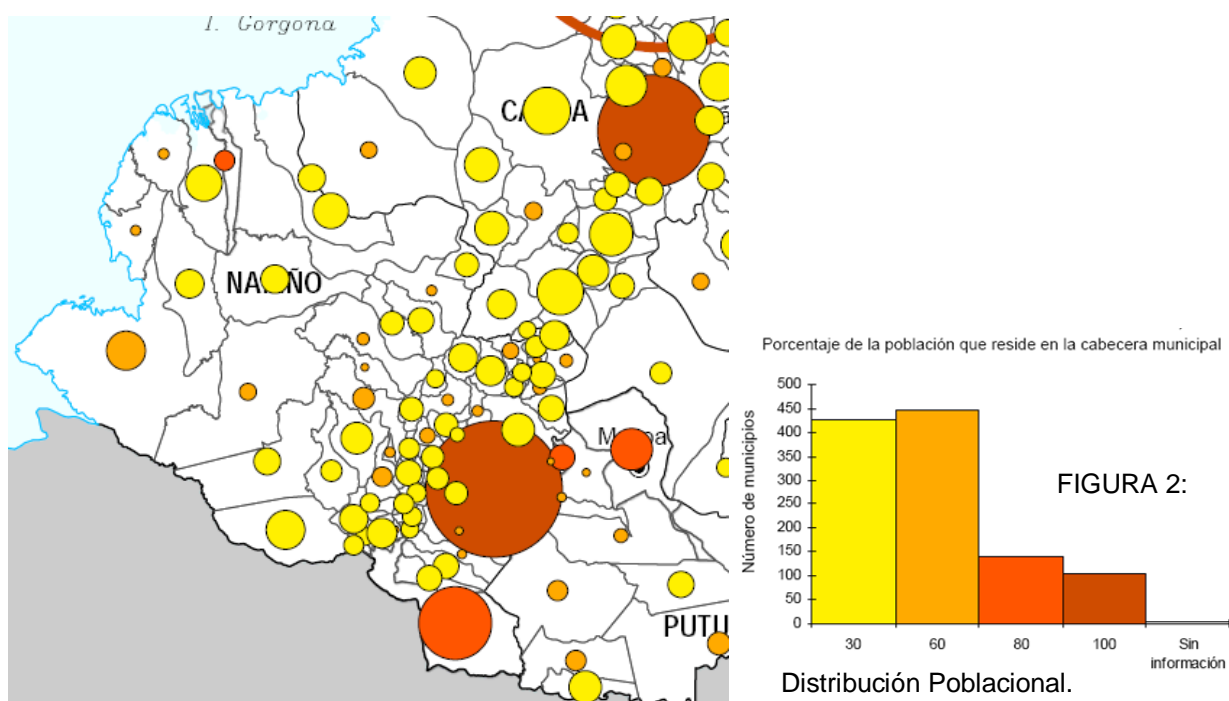 I. Gorgona
NARIÑO
Porcentaje de la población que reside en la cabecera municipal
Número de municipios
500
450
400
350
300
250
200
150
100
50
0
30 60 80 100 Sin
información
FIGURA 2:
PUTU
Distribución Poblacional.